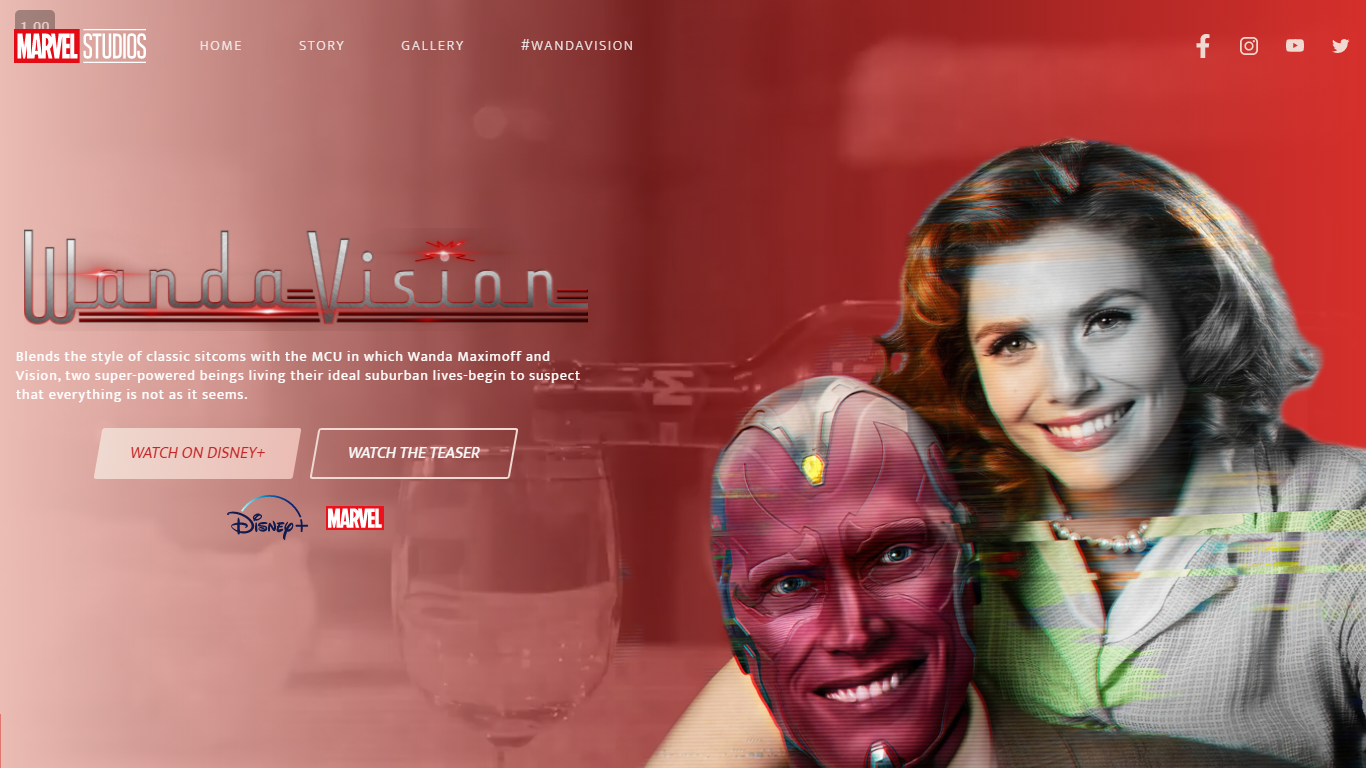 1.00
MARVEL STUDIOS
HOME STORY GALLERY #WANDAVISION
WandaVision
Blends the style of classic sitcoms with the MCU in which Wanda Maximoff and
Vision, two super-powered beings living their ideal suburban lives-begin to suspect
that everything is not as it seems.
WATCH ON DISNEY+ WATCH THE TEASER
Disney+ MARVEL